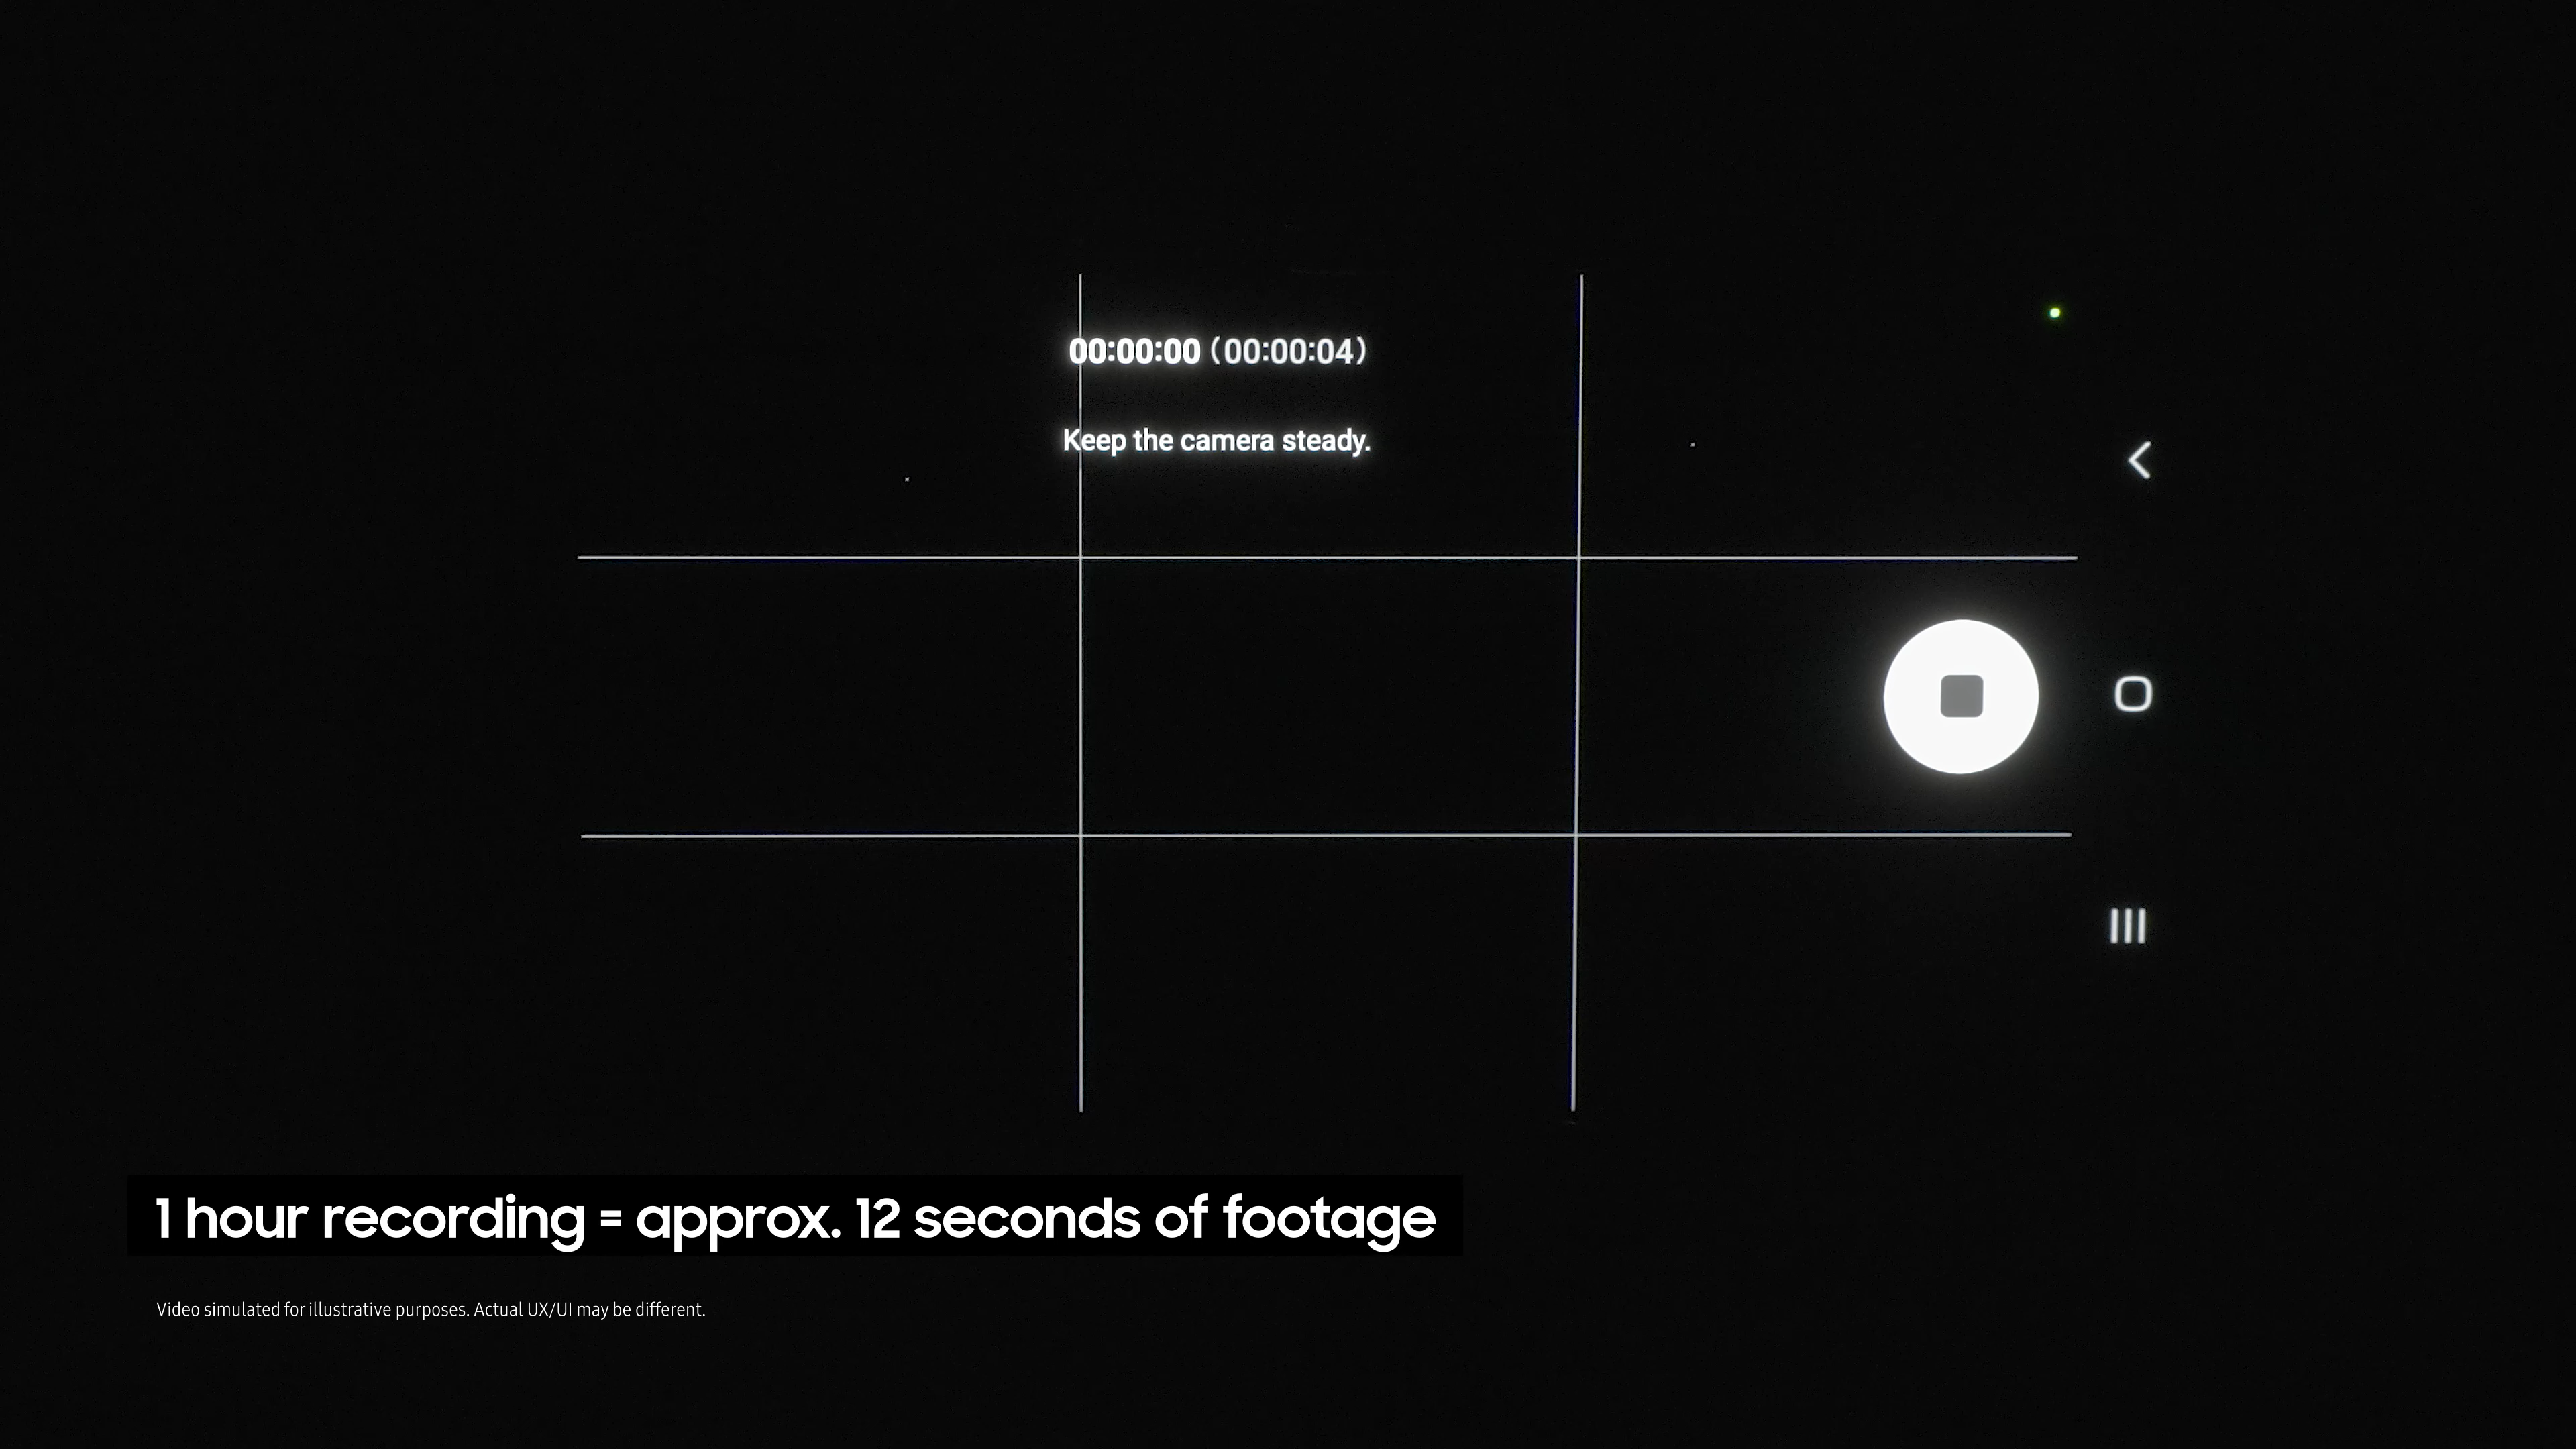 00:00:00 (00:00:04)
Keep the camera steady.
1 hour recording = approx. 12 seconds of footage
Video simulated for illustrative purposes. Actual UX/UI may be different.